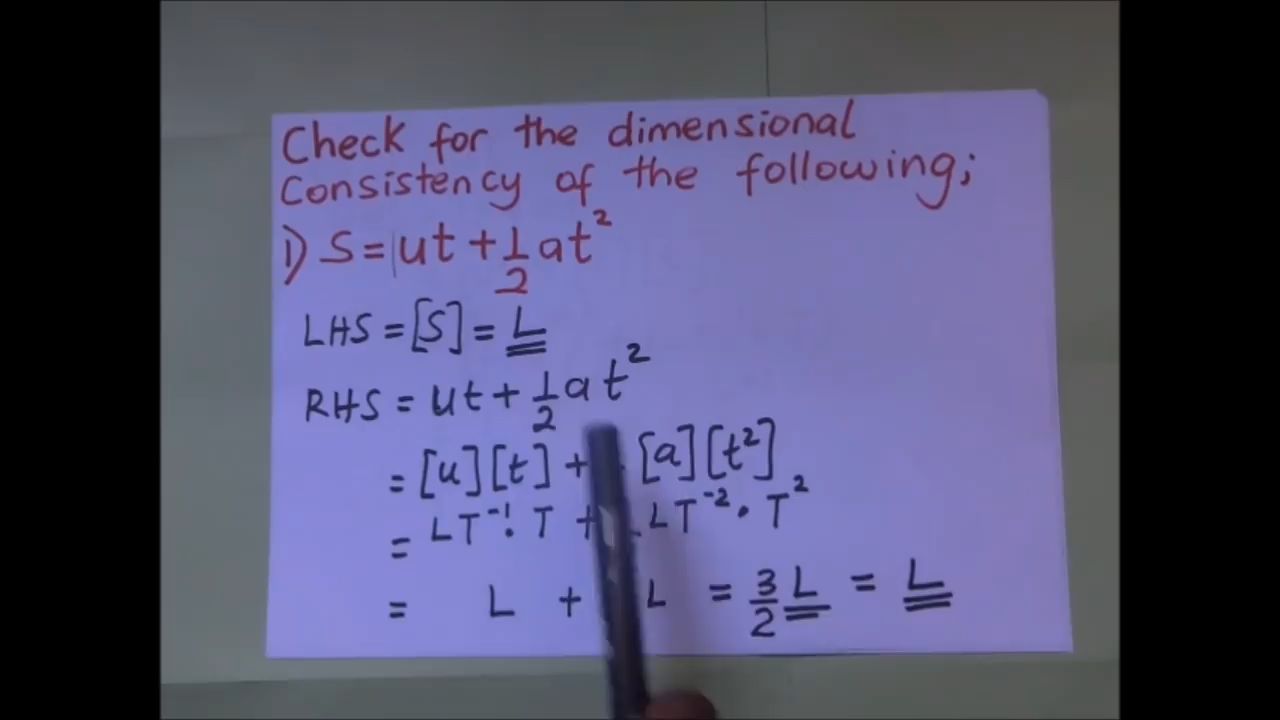 Check for the dimensional
Consistency of the following;
1) S = ut + 1/2 at²
LHS = [S] = L
RHS = ut + 1/2 at²
= [u][t] + [a][t²]
= LT⁻¹. T + LT⁻² . T²
= L + L = 3/2 L = L